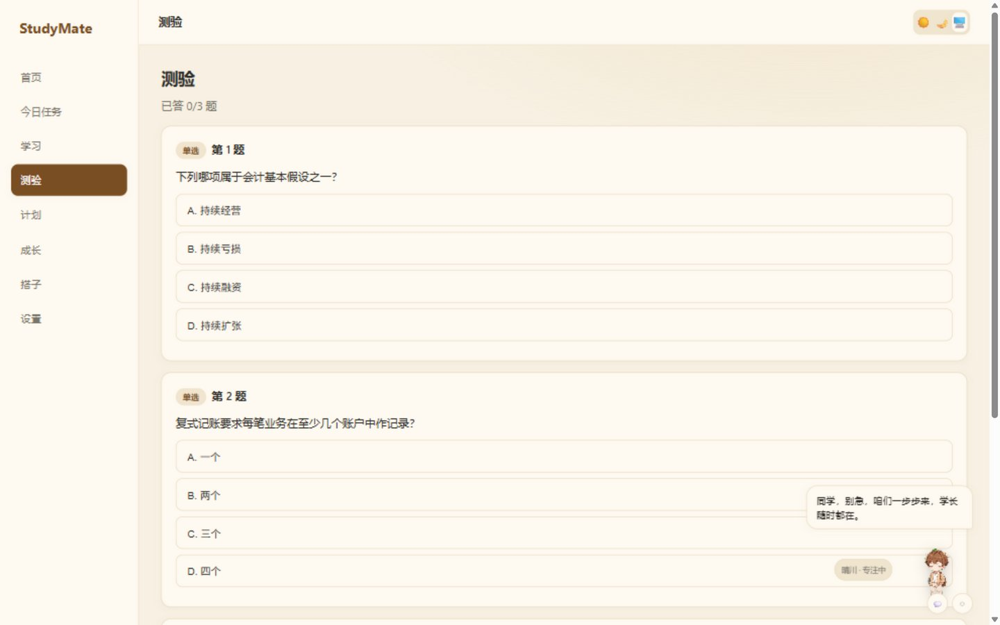 StudyMate
首页
今日任务
学习
测验
计划
成长
搭子
设置
测验
测验
已答 0/3 题
单选 第 1 题
下列哪项属于会计基本假设之一?
A. 持续经营
B. 持续亏损
C. 持续融资
D. 持续扩张
单选 第 2 题
复式记账要求每笔业务在至少几个账户中作记录?
A. 一个
B. 两个
C. 三个
D. 四个
同学，别急，咱们一步步来，学长
随时都在。
晴川 · 专注中